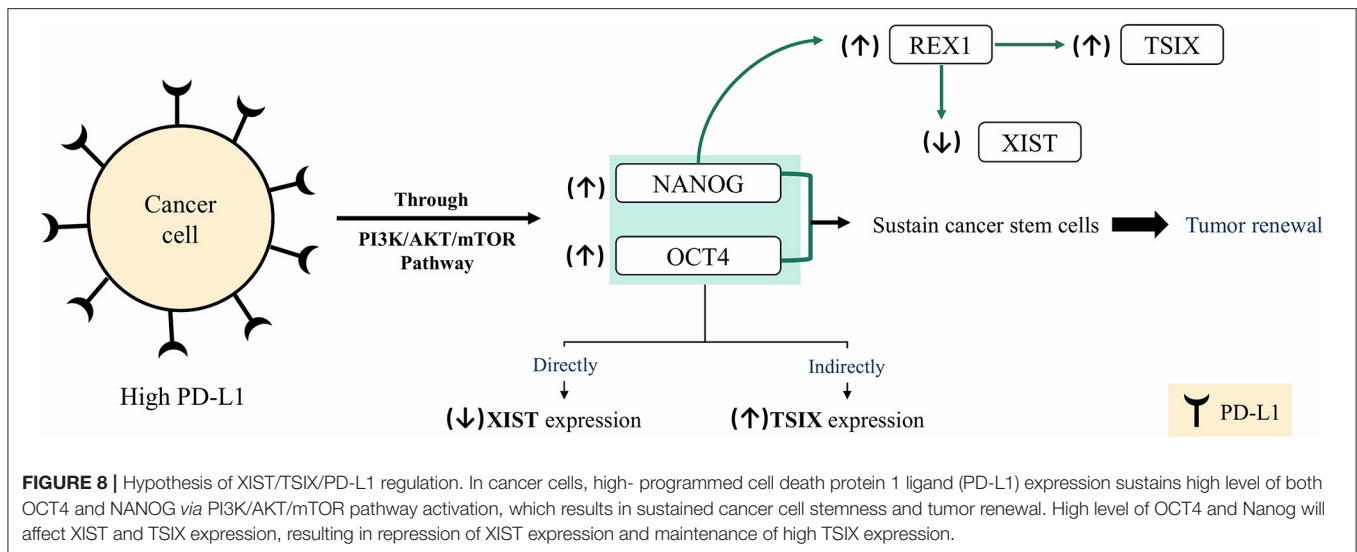 (↑) REX1 (↑) TSIX
(↓) XIST
Cancer
cell
Through
PI3K/AKT/mTOR
Pathway
(↑) NANOG
(↑) OCT4
Sustain cancer stem cells
Tumor renewal
High PD-L1
Directly
Indirectly
(↓)XIST expression
(↑)TSIX expression
PD-L1
FIGURE 8 | Hypothesis of XIST/TSIX/PD-L1 regulation. In cancer cells, high- programmed cell death protein 1 ligand (PD-L1) expression sustains high level of both
OCT4 and NANOG via PI3K/AKT/mTOR pathway activation, which results in sustained cancer cell stemness and tumor renewal. High level of OCT4 and Nanog will
affect XIST and TSIX expression, resulting in repression of XIST expression and maintenance of high TSIX expression.